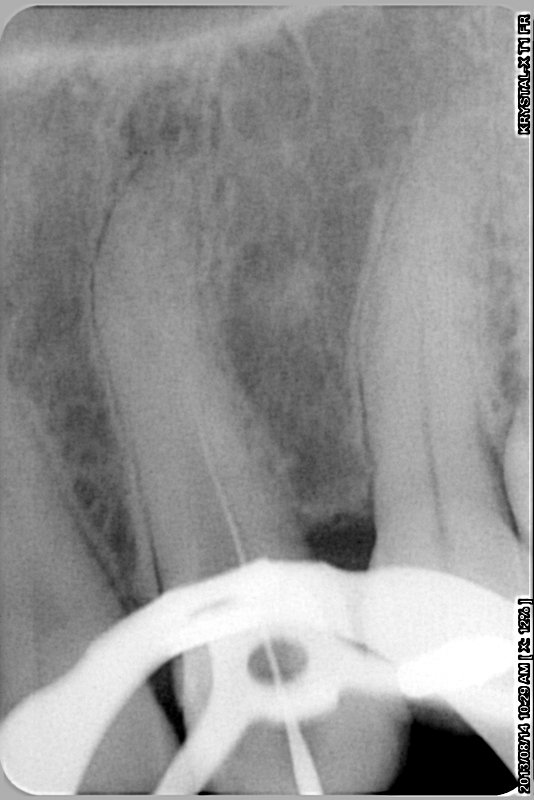 KRYSTAL-X T1 FR
2013/08/14 10:29 AM [ X: 12% ]